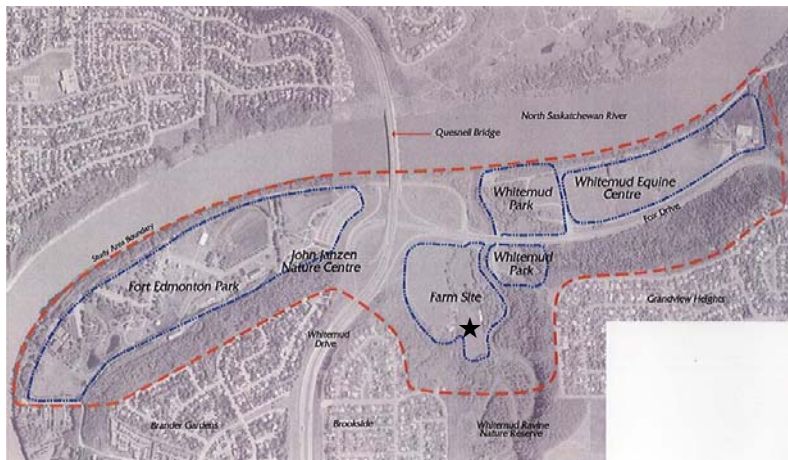 North Saskatchewan River
Quesnell Bridge
Whitemud
Park
Whitemud Equine
Centre
Fox Drive
Study Area Boundary
John Janzen
Nature Centre
Whitemud
Park
Fort Edmonton Park
Farm Site
Grandview Heights
Whitemud
Drive
Brander Gardens
Brookside
Whitemud Ravine
Nature Reserve